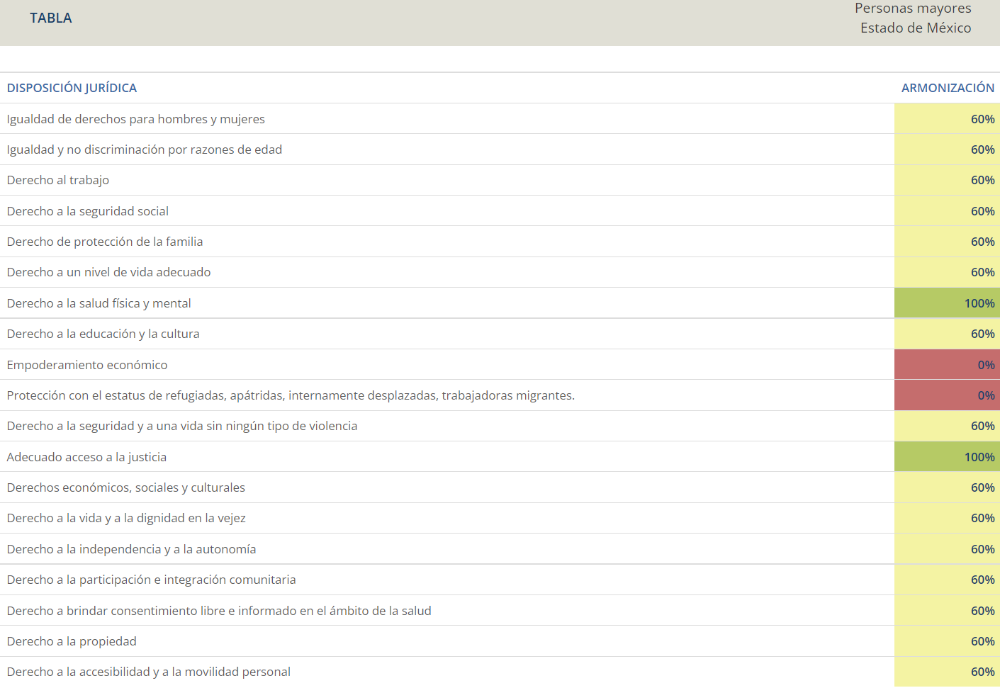 TABLA
Personas mayores
Estado de México
DISPOSICIÓN JURÍDICA ARMONIZACIÓN
Igualdad de derechos para hombres y mujeres 60%
Igualdad y no discriminación por razones de edad 60%
Derecho al trabajo 60%
Derecho a la seguridad social 60%
Derecho de protección de la familia 60%
Derecho a un nivel de vida adecuado 60%
Derecho a la salud física y mental 100%
Derecho a la educación y la cultura 60%
Empoderamiento económico 0%
Protección con el estatus de refugiadas, apátridas, internamente desplazadas, trabajadoras migrantes. 0%
Derecho a la seguridad y a una vida sin ningún tipo de violencia 60%
Adecuado acceso a la justicia 100%
Derechos económicos, sociales y culturales 60%
Derecho a la vida y a la dignidad en la vejez 60%
Derecho a la independencia y a la autonomía 60%
Derecho a la participación e integración comunitaria 60%
Derecho a brindar consentimiento libre e informado en el ámbito de la salud 60%
Derecho a la propiedad 60%
Derecho a la accesibilidad y a la movilidad personal 60%